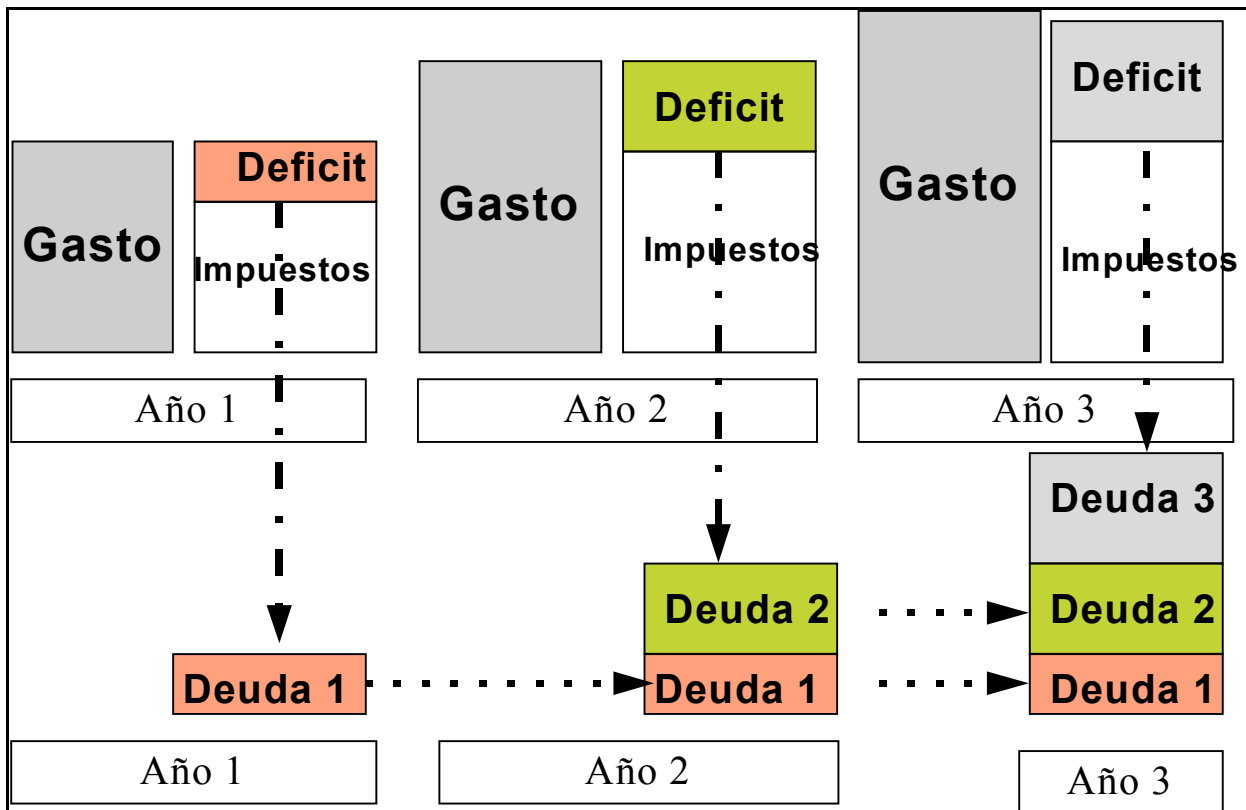 Gasto
Deficit
Impuestos
Año 1
Gasto
Deficit
Impuestos
Año 2
Gasto
Deficit
Impuestos
Año 3
Deuda 1
Año 1
Deuda 2
Deuda 1
Año 2
Deuda 3
Deuda 2
Deuda 1
Año 3